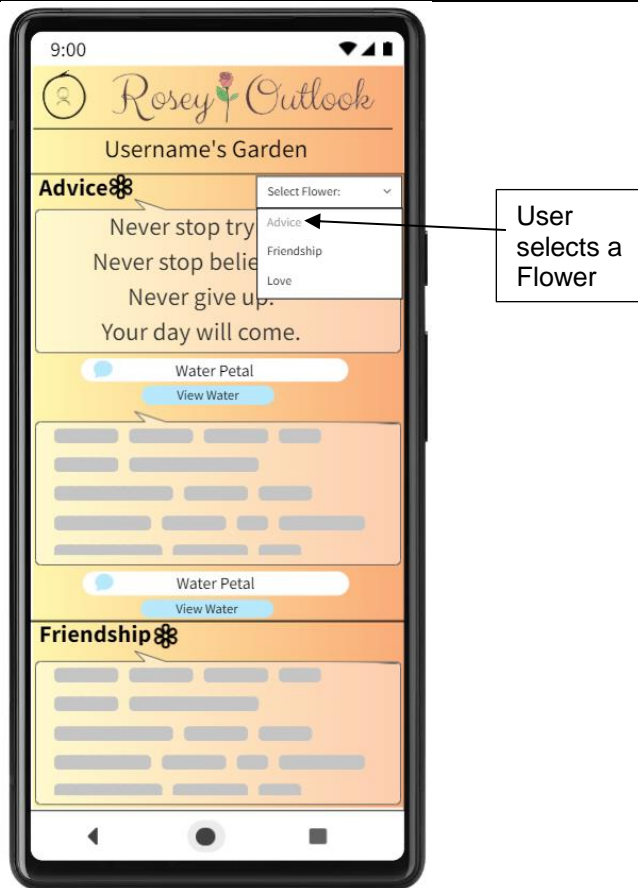 9:00
Rosey Outlook
Username's Garden
Advice
Select Flower:
Advice
Friendship
Love
Never stop try
Never stop belie
Never give up.
Your day will come.
Water Petal
View Water
Water Petal
View Water
Friendship
User
selects a
Flower